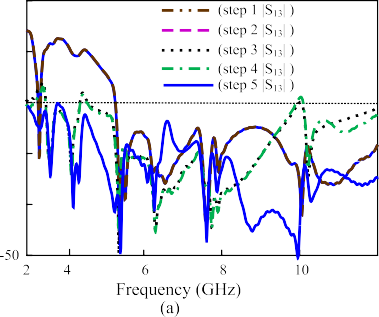 (step 1 |S13| )
(step 2 |S13| )
(step 3 |S13| )
(step 4 |S13| )
(step 5 |S13| )
-50
2 4 6 8 10
Frequency (GHz)
(a)